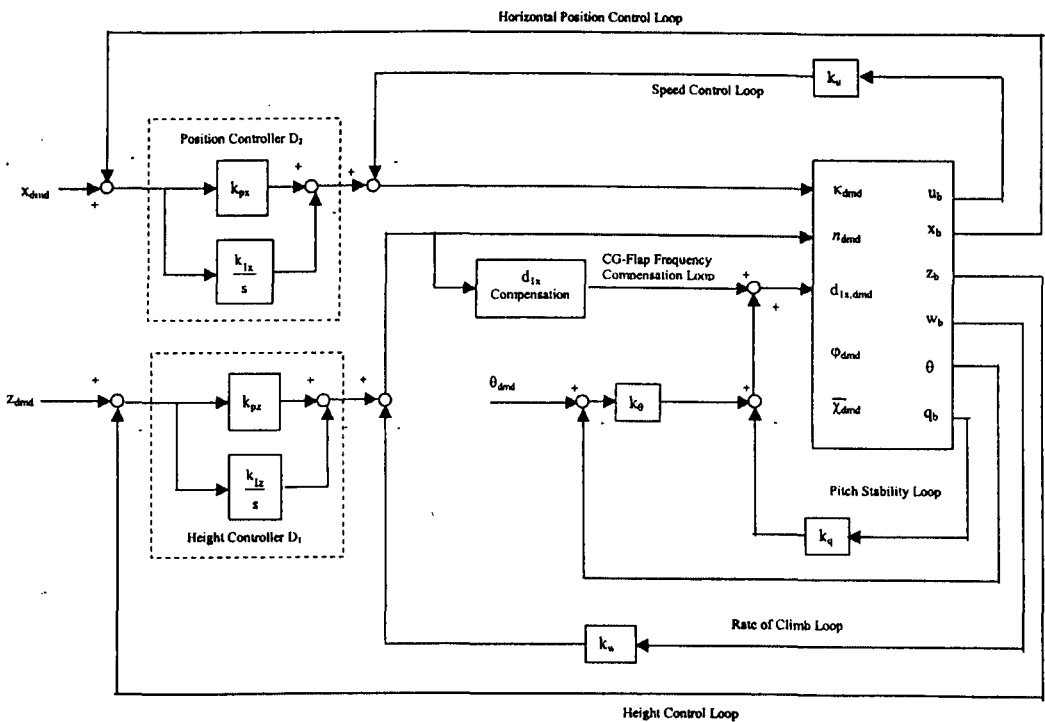 Horizontal Position Control Loop
k_u
Speed Control Loop
Position Controller D_2
+
+
+
+
x_dmd
k_px
k_1x
s
κ_dmd
u_b
n_dmd
x_b
CG-Flap Frequency
Compensation Loop
d_1x
Compensation
+
+
z_b
d_1x,dmd
w_b
φ_dmd
θ
χ_dmd
q_b
θ_dmd
+
+
k_θ
z_dmd
+
+
+
k_pz
k_1z
s
Height Controller D_1
Pitch Stability Loop
k_q
Rate of Climb Loop
k_w
Height Control Loop